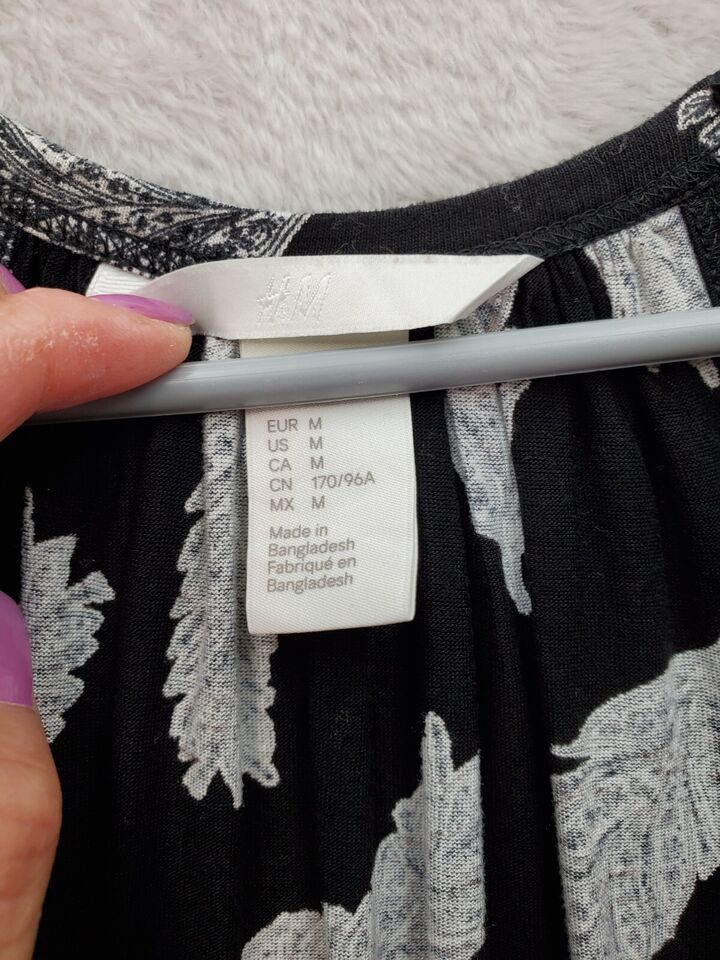 H&M
EUR M
US M
CA M
CN 170/96A
MX M
Made in
Bangladesh
Fabriqué en
Bangladesh